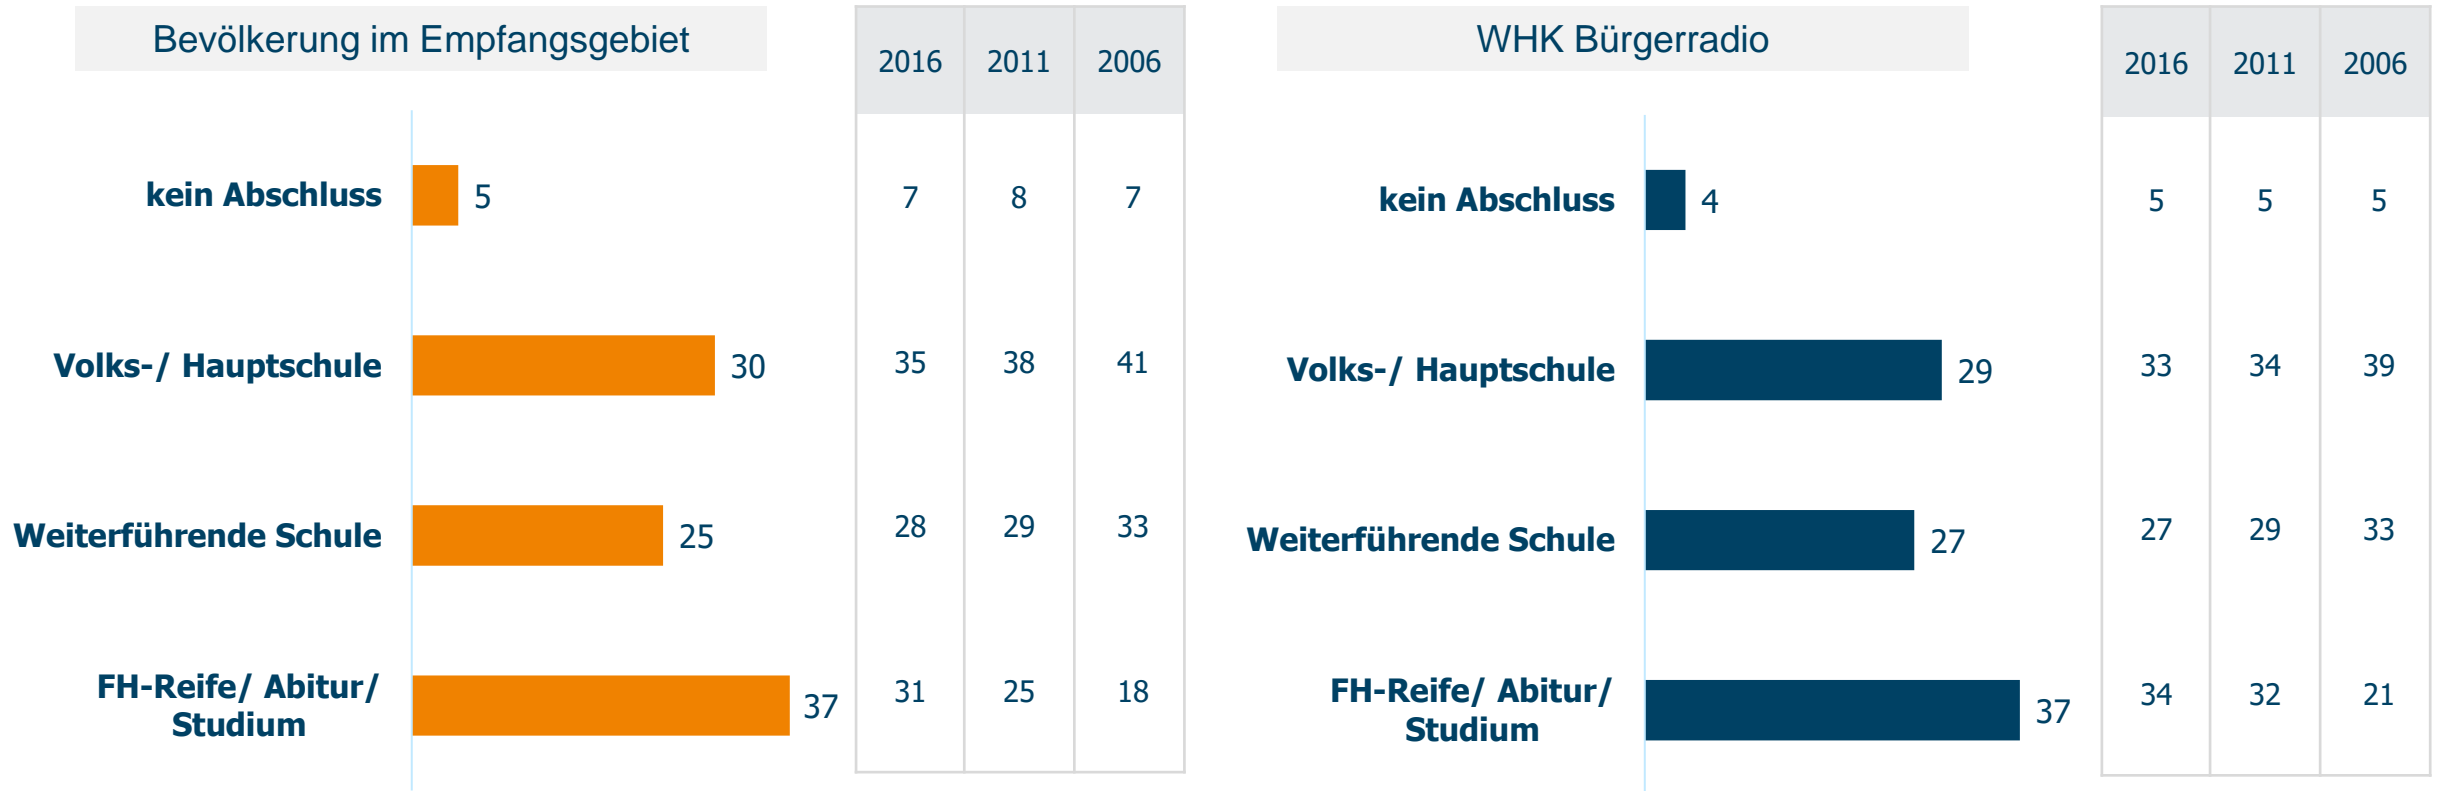 Bevölkerung im Empfangsgebiet
2016 2011 2006
kein Abschluss 5 7 8 7
Volks-/ Hauptschule 30 35 38 41
Weiterführende Schule 25 28 29 33
FH-Reife/ Abitur/
Studium 37 31 25 18
WHK Bürgerradio
2016 2011 2006
kein Abschluss 4 5 5 5
Volks-/ Hauptschule 29 33 34 39
Weiterführende Schule 27 27 29 33
FH-Reife/ Abitur/
Studium 37 34 32 21